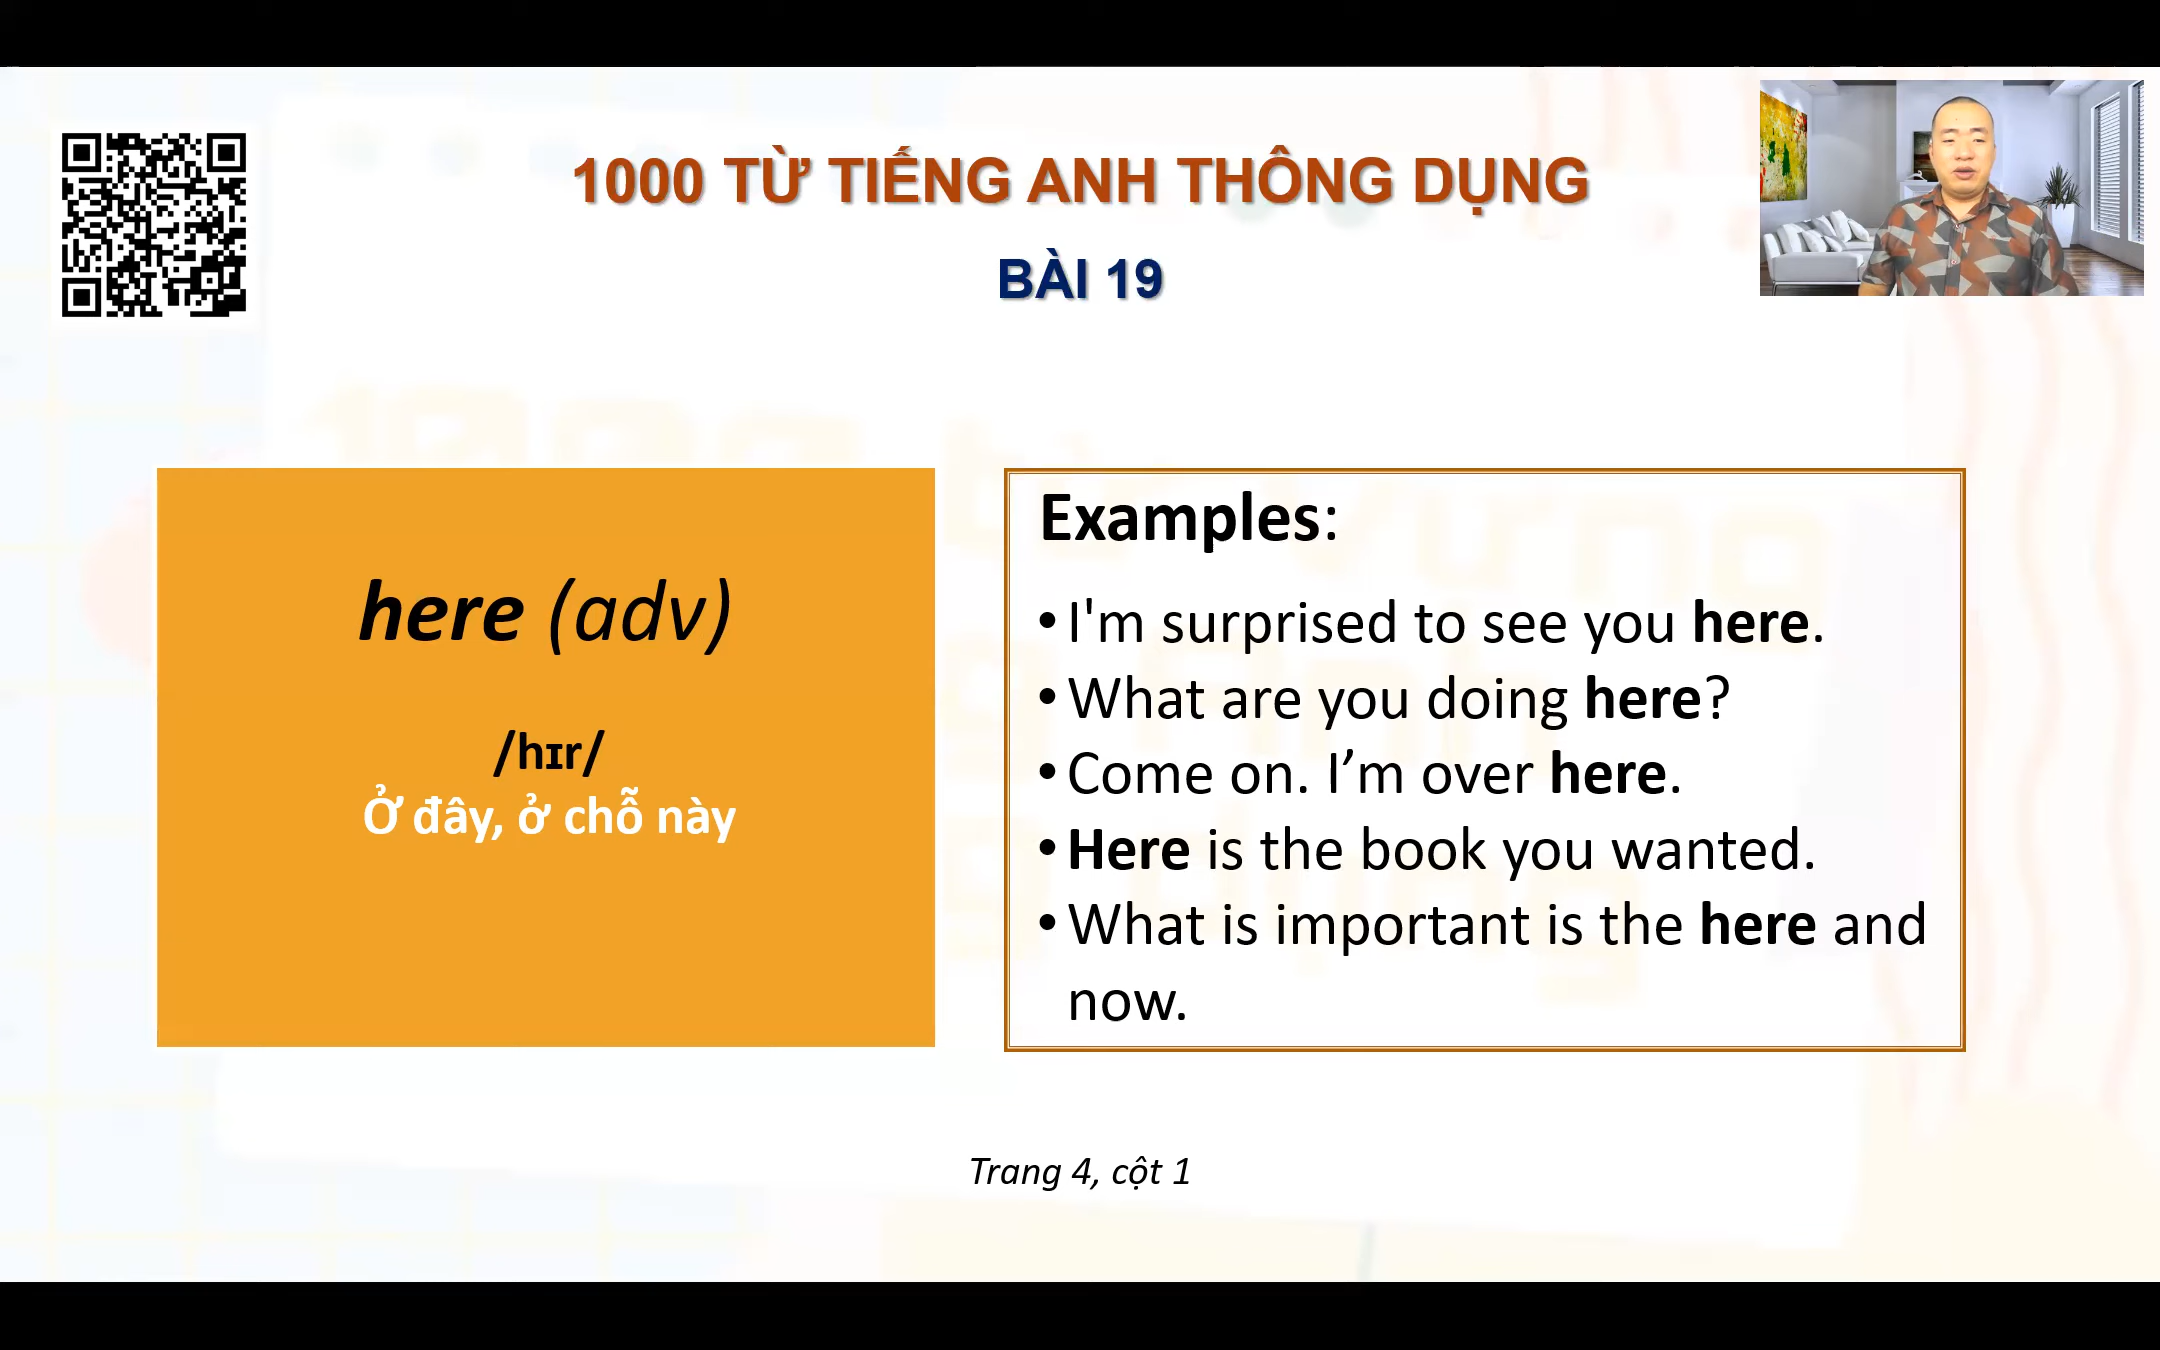 1000 TỪ TIẾNG ANH THÔNG DỤNG
BÀI 19
here (adv)
/hɪr/
Ở đây, ở chỗ này
Examples:
•I'm surprised to see you here.
•What are you doing here?
•Come on. I’m over here.
•Here is the book you wanted.
•What is important is the here and
now.
Trang 4, cột 1